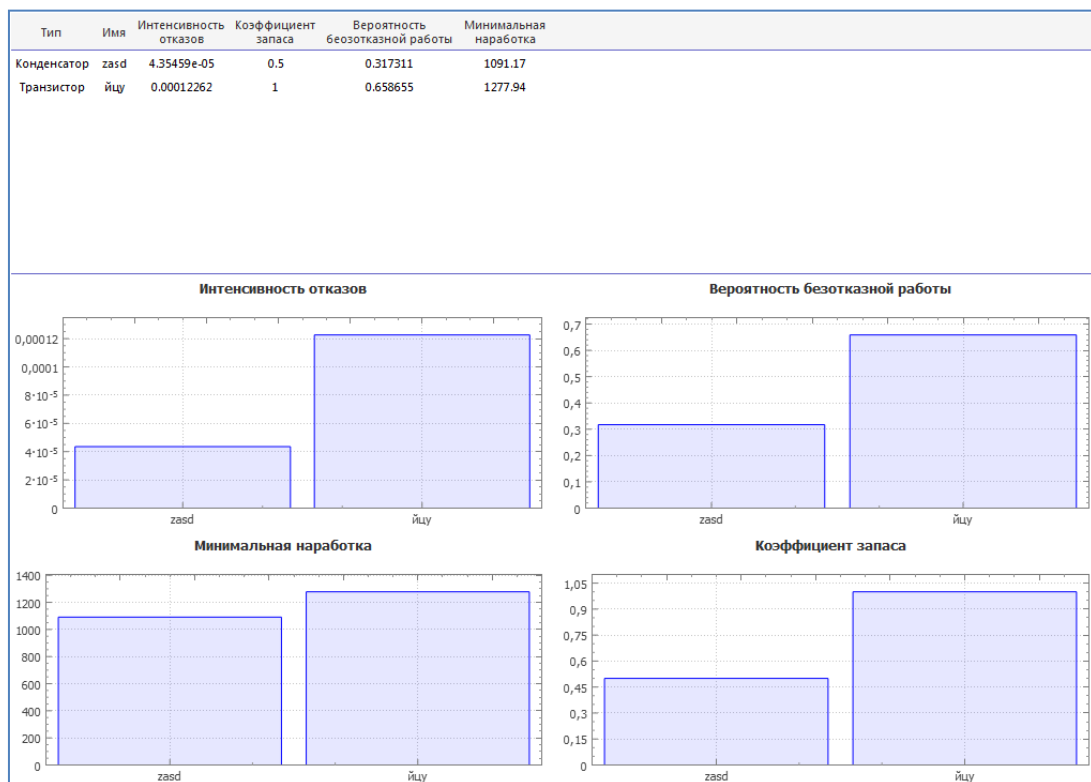 Тип Имя Интенсивность отказов Коэффициент запаса Вероятность беозотказной работы Минимальная наработка
Конденсатор zasd 4.35459e-05 0.5 0.317311 1091.17
Транзистор йцу 0.00012262 1 0.658655 1277.94
Интенсивность отказов
0,00012
0,0001
8·10⁻⁵
6·10⁻⁵
4·10⁻⁵
2·10⁻⁵
0
zasd йцу
Вероятность безотказной работы
0,7
0,6
0,5
0,4
0,3
0,2
0,1
0
zasd йцу
Минимальная наработка
1400
1200
1000
800
600
400
200
0
zasd йцу
Коэффициент запаса
1,05
0,9
0,75
0,6
0,45
0,3
0,15
0
zasd йцу